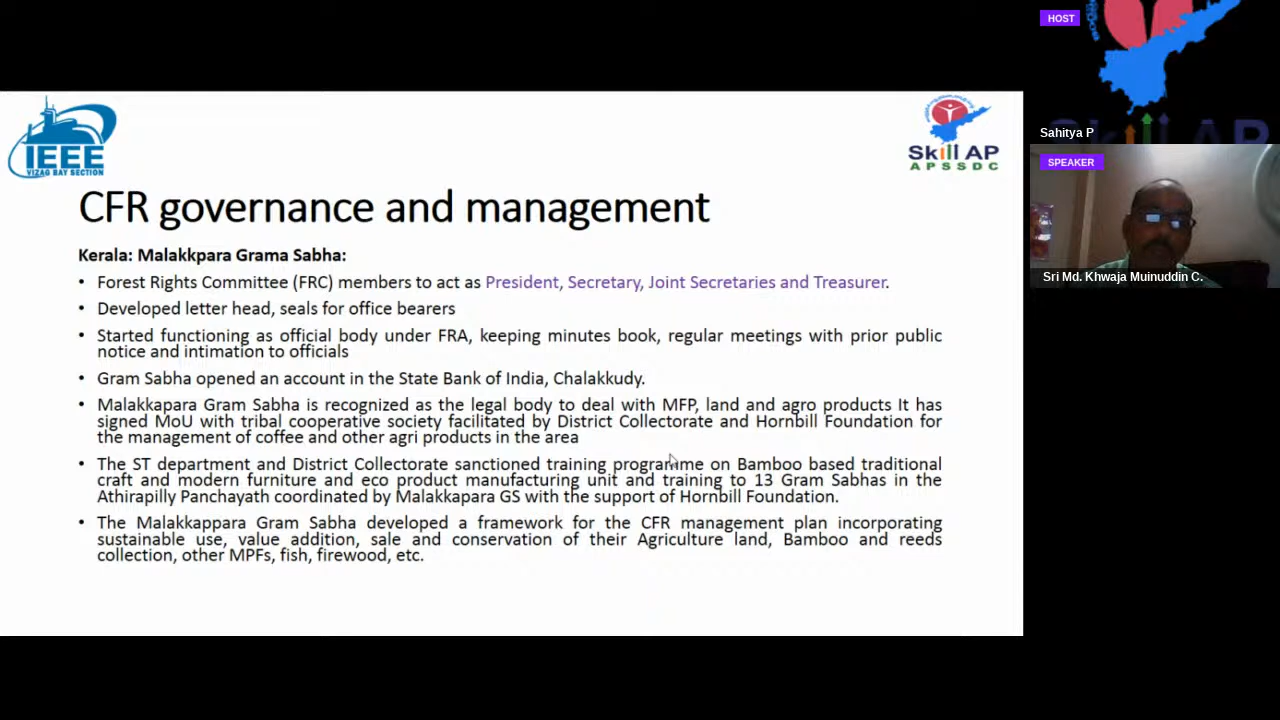 IEEE
VIZAG BAY SECTION
Skill AP
APSSDC
CFR governance and management
Kerala: Malakkpara Grama Sabha:
• Forest Rights Committee (FRC) members to act as President, Secretary, Joint Secretaries and Treasurer.
• Developed letter head, seals for office bearers
• Started functioning as official body under FRA, keeping minutes book, regular meetings with prior public
notice and intimation to officials
• Gram Sabha opened an account in the State Bank of India, Chalakkudy.
• Malakkapara Gram Sabha is recognized as the legal body to deal with MFP, land and agro products It has
signed MoU with tribal cooperative society facilitated by District Collectorate and Hornbill Foundation for
the management of coffee and other agri products in the area
• The ST department and District Collectorate sanctioned training programme on Bamboo based traditional
craft and modern furniture and eco product manufacturing unit and training to 13 Gram Sabhas in the
Athirapilly Panchayath coordinated by Malakkapara GS with the support of Hornbill Foundation.
• The Malakkappara Gram Sabha developed a framework for the CFR management plan incorporating
sustainable use, value addition, sale and conservation of their Agriculture land, Bamboo and reeds
collection, other MPFs, fish, firewood, etc.
HOST
Skill AP
Sahitya P
SPEAKER
Sri Md. Khwaja Muinuddin C.